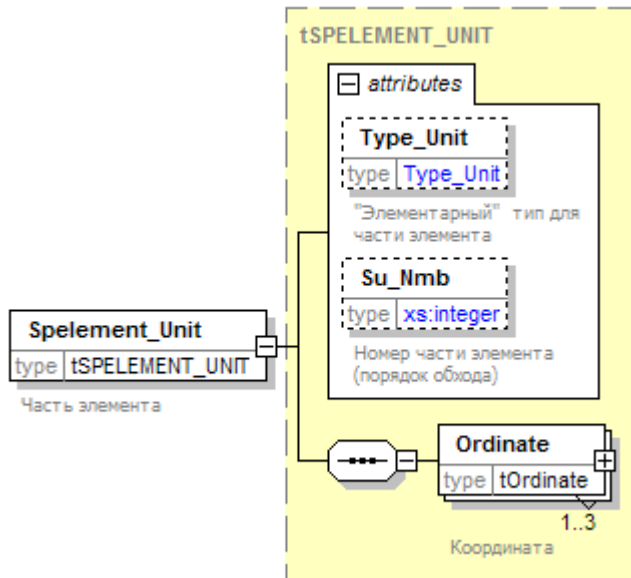 tSPELEMENT_UNIT
attributes
Type_Unit
type Type_Unit
"Элементарный" тип для
части элемента
Su_Nmb
type xs:integer
Номер части элемента
(порядок обхода)
Spelement_Unit
type tSPELEMENT_UNIT
Часть элемента
Ordinate
type tOrdinate
1..3
Координата